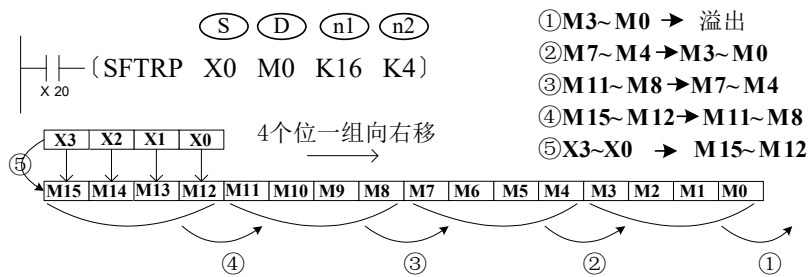 S D n1 n2
〔SFTRP X0 M0 K16 K4〕
X 20
①M3~M0 → 溢出
②M7~M4→M3~M0
③M11~M8→M7~M4
④M15~M12→M11~M8
⑤X3~X0 → M15~M12
X3 X2 X1 X0
4个位一组向右移
⑤
M15 M14 M13 M12 M11 M10 M9 M8 M7 M6 M5 M4 M3 M2 M1 M0
④ ③ ② ①